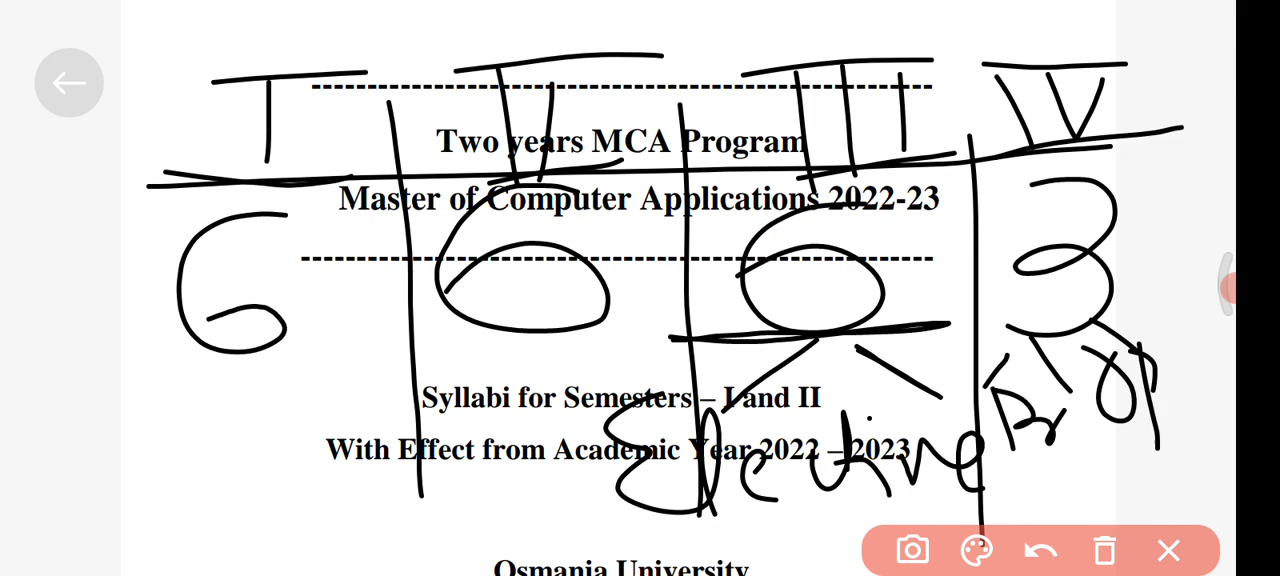 I II III IV
Two years MCA Program
Master of Computer Applications 2022-23
6 6 6 3
Syllabi for Semesters – I and II
With Effect from Academic Year 2022 – 2023
Elective
Osmania University